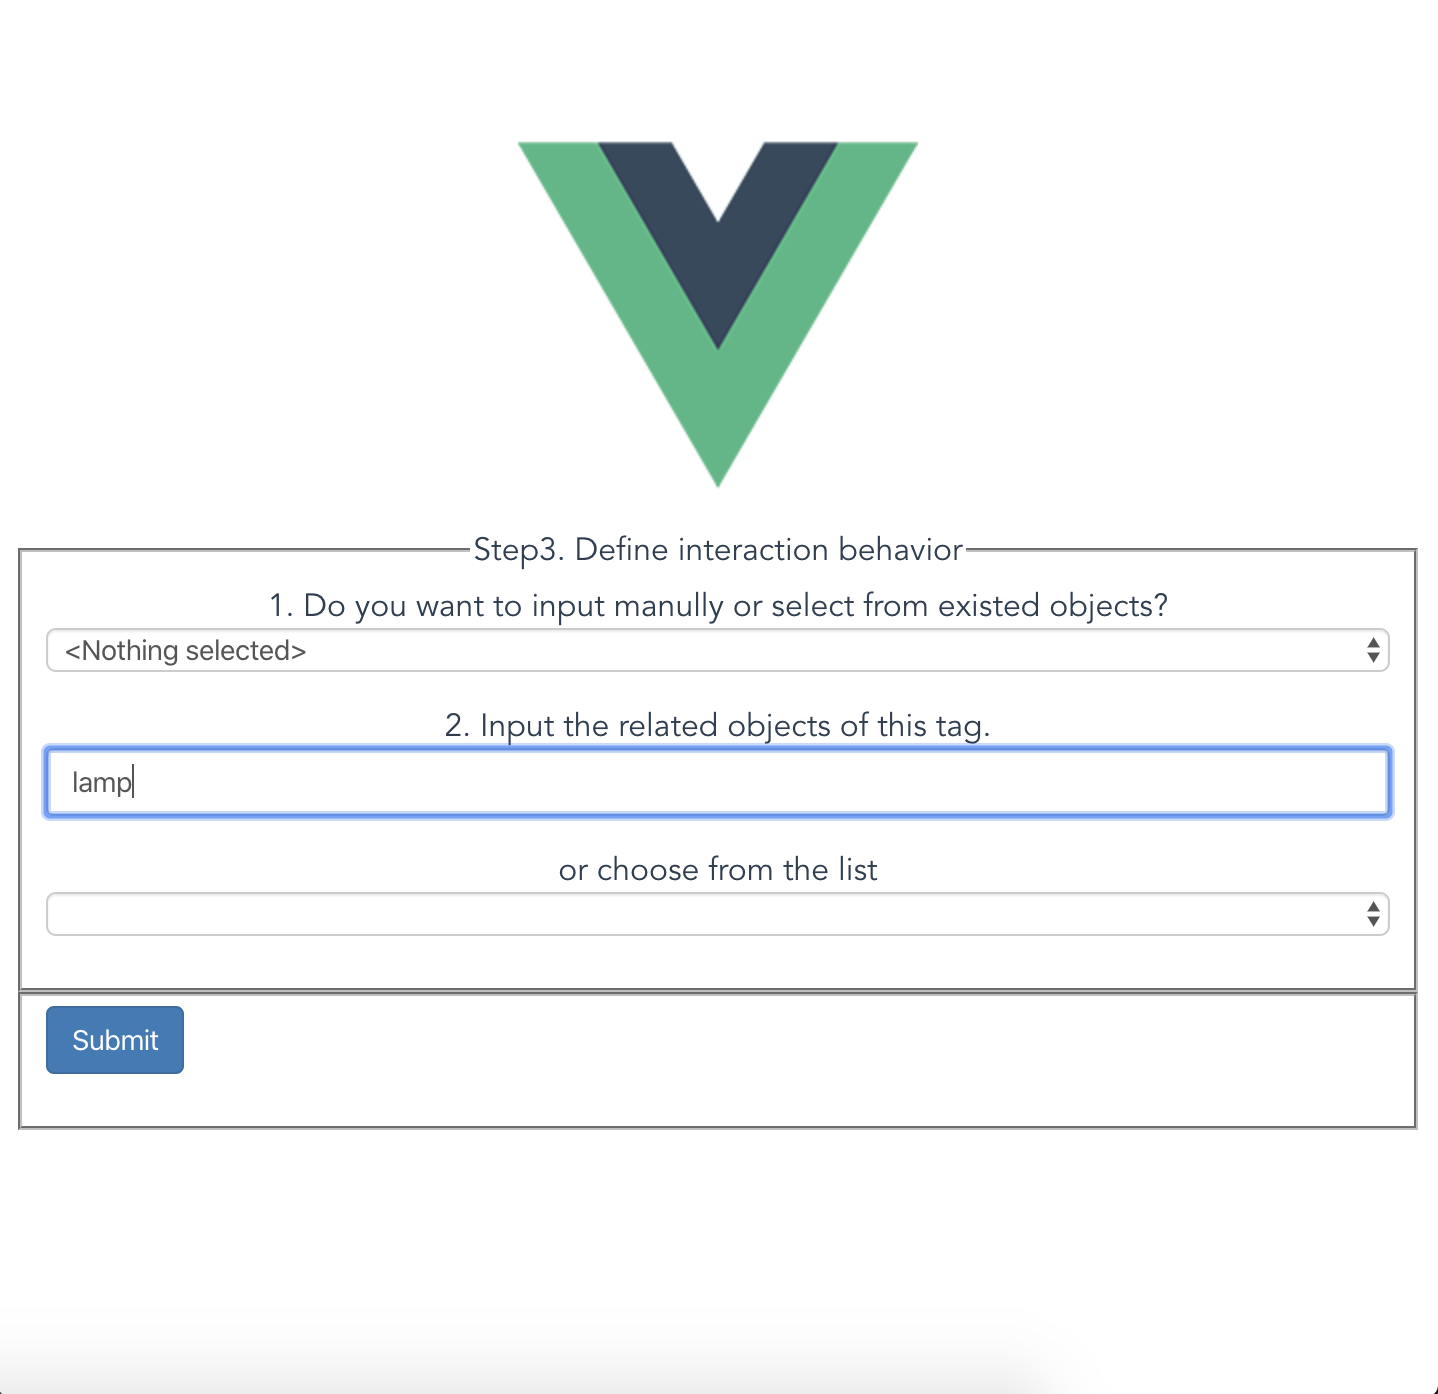 Step3. Define interaction behavior
1. Do you want to input manully or select from existed objects?
<Nothing selected>
2. Input the related objects of this tag.
lamp
or choose from the list
Submit